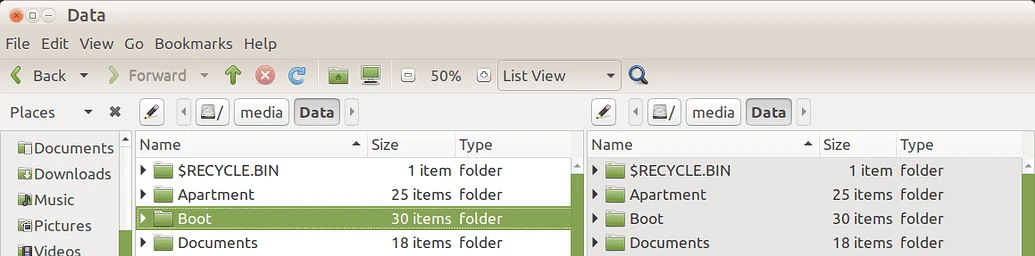 Data
File Edit View Go Bookmarks Help
Back Forward 50% List View
Places / media Data / media Data
Name Size Type Name Size Type
Documents $RECYCLE.BIN 1 item folder $RECYCLE.BIN 1 item folder
Downloads Apartment 25 items folder Apartment 25 items folder
Music Boot 30 items folder Boot 30 items folder
Pictures Documents 18 items folder Documents 18 items folder
Videos